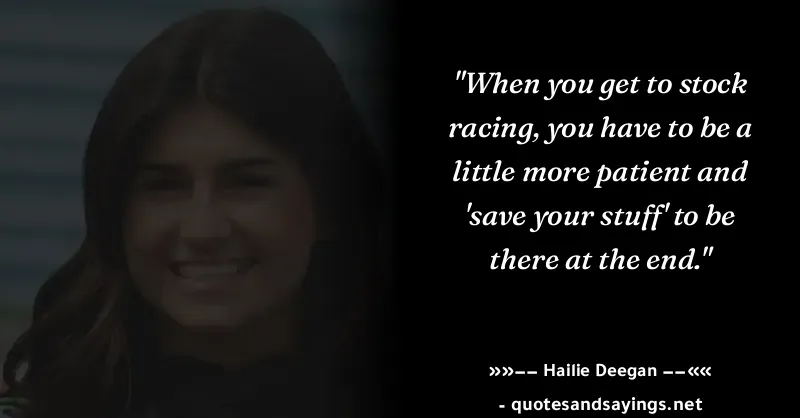 "When you get to stock
racing, you have to be a
little more patient and
'save your stuff' to be
there at the end."
»»–– Hailie Deegan ––««
- quotesandsayings.net